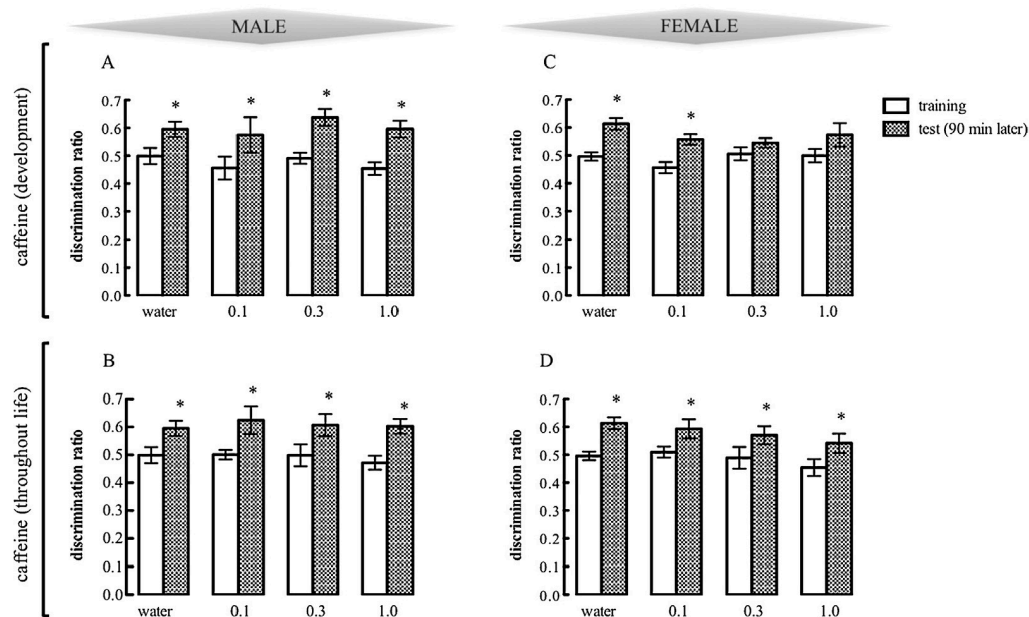 MALE
FEMALE
caffeine (development)
A
discrimination ratio
0.7
0.6
0.5
0.4
0.3
0.2
0.1
0.0
* * * *
water 0.1 0.3 1.0
C
discrimination ratio
0.7
0.6
0.5
0.4
0.3
0.2
0.1
0.0
* *
water 0.1 0.3 1.0
training
test (90 min later)
caffeine (throughout life)
B
discrimination ratio
0.7
0.6
0.5
0.4
0.3
0.2
0.1
0.0
* * * *
water 0.1 0.3 1.0
D
discrimination ratio
0.7
0.6
0.5
0.4
0.3
0.2
0.1
0.0
* * * *
water 0.1 0.3 1.0